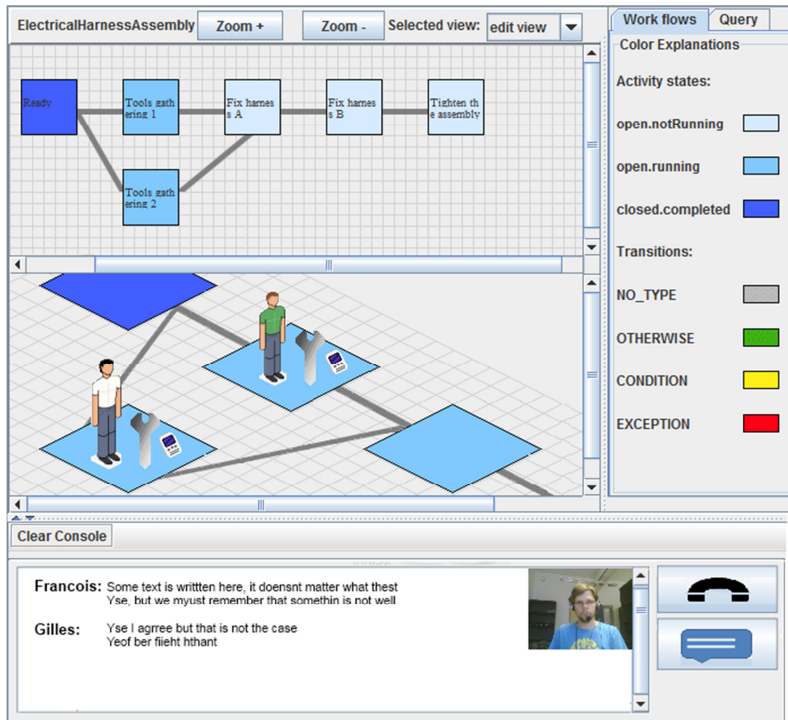 ElectricalHarnessAssembly
Zoom +
Zoom -
Selected view:
edit view
Work flows
Query
Color Explanations
Activity states:
open.notRunning
open.running
closed.completed
Transitions:
NO_TYPE
OTHERWISE
CONDITION
EXCEPTION
Ready
Tools gath
ering 1
Fix harnes
s A
Fix harnes
s B
Tighten th
e assembly
Tools gath
ering 2
Clear Console
Francois: Some text is writtten here, it doensnt matter what thest
Yse, but we myust remember that somethin is not well
Gilles: Yse I agrree but that is not the case
Yeof ber fiieht hthant